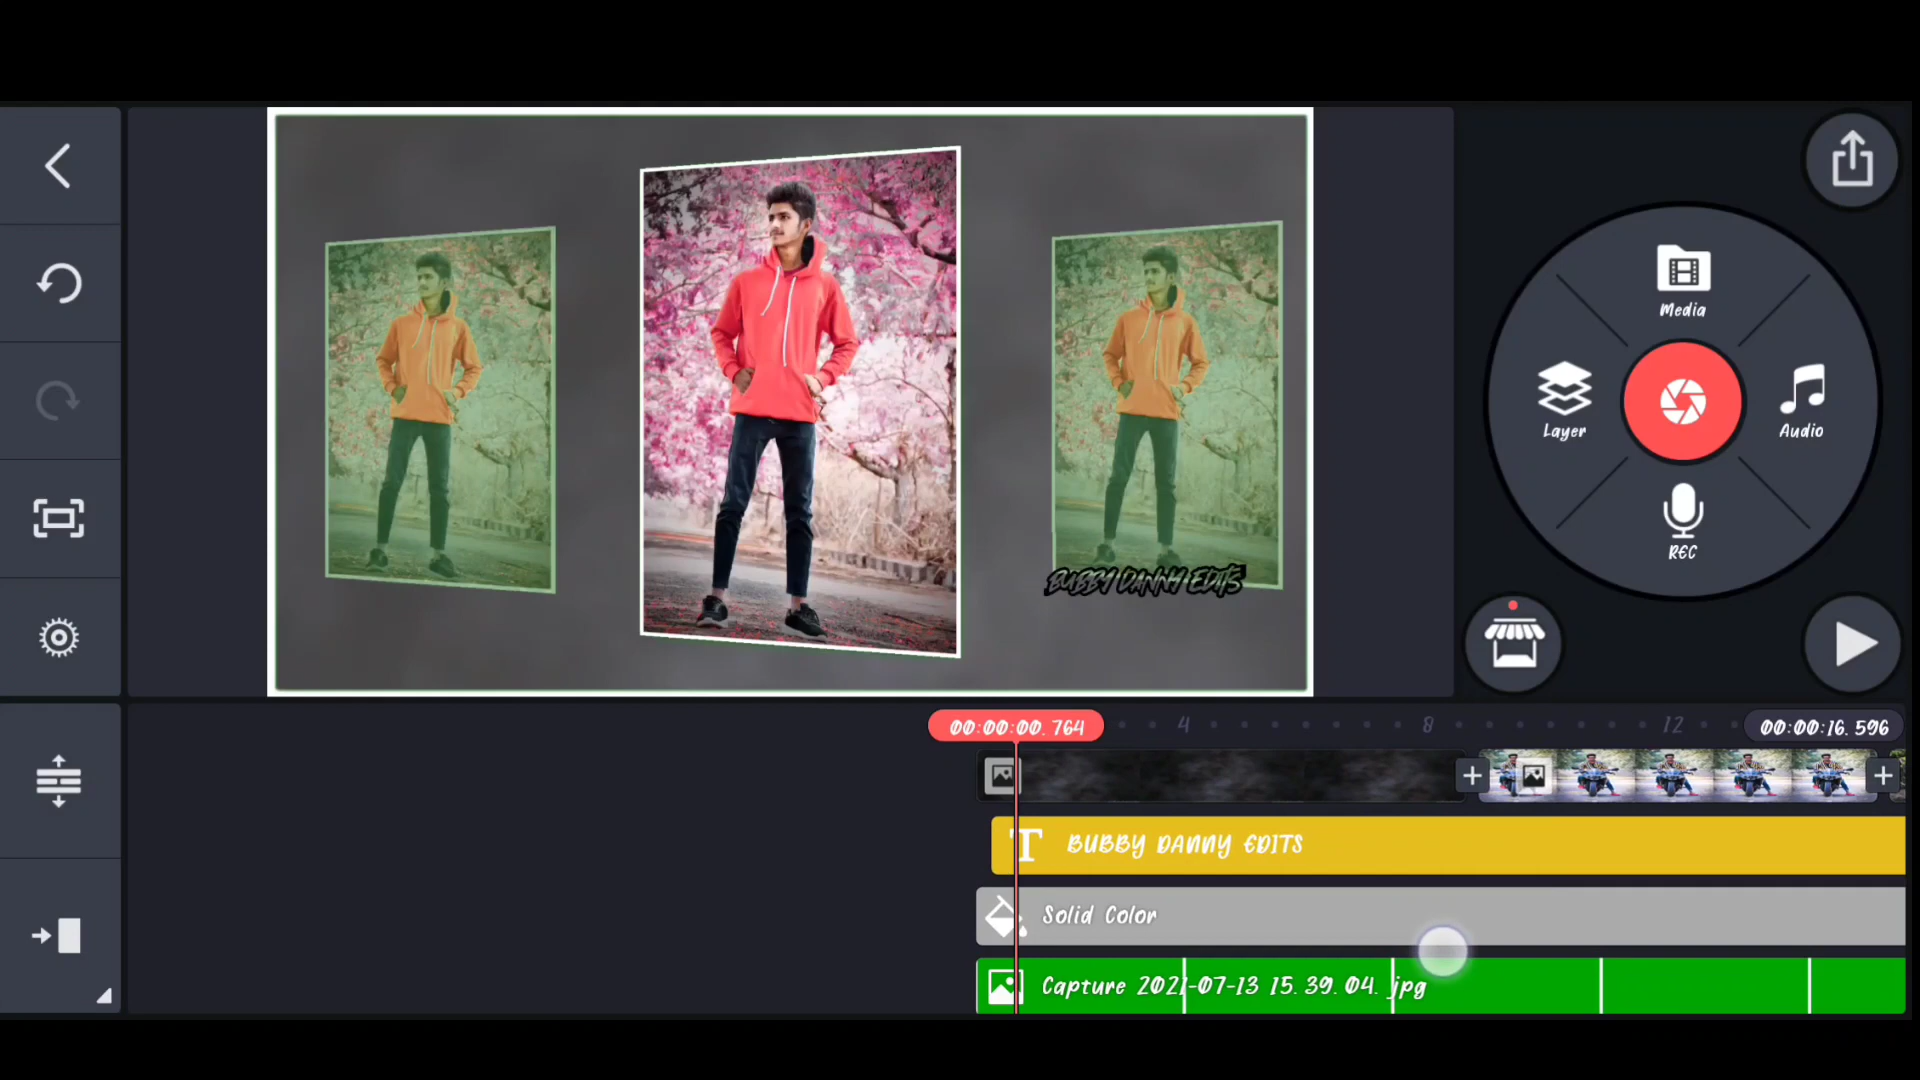 Media
Layer
Audio
REC
BUBBY DANNY EDITS
00:00:00.764
4
8
12
00:00:16.596
BUBBY DANNY EDITS
Solid Color
Capture 2021-07-13 15.39.04.jpg